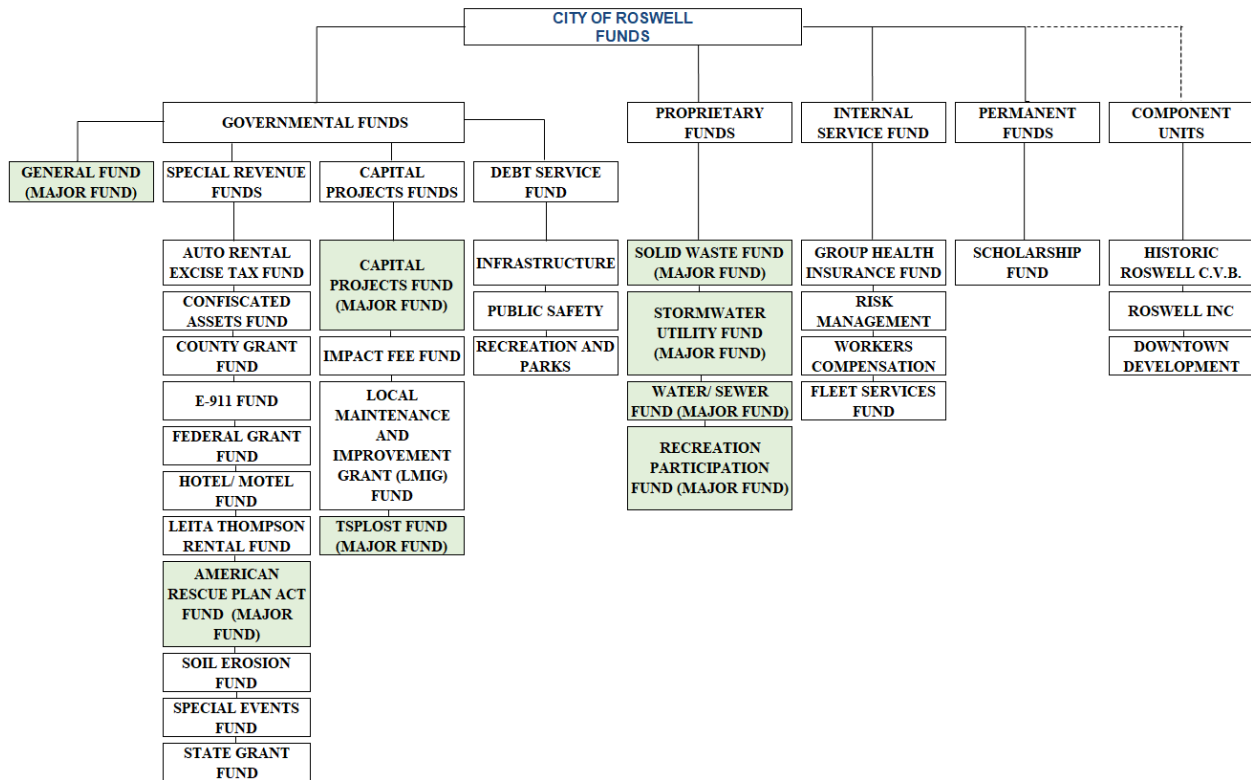 CITY OF ROSWELL
FUNDS
GOVERNMENTAL FUNDS
PROPRIETARY
FUNDS
INTERNAL
SERVICE FUND
PERMANENT
FUNDS
COMPONENT
UNITS
GENERAL FUND
(MAJOR FUND)
SPECIAL REVENUE
FUNDS
CAPITAL
PROJECTS FUNDS
DEBT SERVICE
FUND
AUTO RENTAL
EXCISE TAX FUND
CONFISCATED
ASSETS FUND
COUNTY GRANT
FUND
E-911 FUND
FEDERAL GRANT
FUND
HOTEL/ MOTEL
FUND
LEITA THOMPSON
RENTAL FUND
AMERICAN
RESCUE PLAN ACT
FUND (MAJOR
FUND)
SOIL EROSION
FUND
SPECIAL EVENTS
FUND
STATE GRANT
FUND
CAPITAL
PROJECTS FUND
(MAJOR FUND)
IMPACT FEE FUND
LOCAL
MAINTENANCE
AND
IMPROVEMENT
GRANT (LMIG)
FUND
TSPLOST FUND
(MAJOR FUND)
INFRASTRUCTURE
PUBLIC SAFETY
RECREATION AND
PARKS
SOLID WASTE FUND
(MAJOR FUND)
STORMWATER
UTILITY FUND
(MAJOR FUND)
WATER/ SEWER
FUND (MAJOR FUND)
RECREATION
PARTICIPATION
FUND (MAJOR FUND)
GROUP HEALTH
INSURANCE FUND
RISK
MANAGEMENT
WORKERS
COMPENSATION
FLEET SERVICES
FUND
SCHOLARSHIP
FUND
HISTORIC
ROSWELL C.V.B.
ROSWELL INC
DOWNTOWN
DEVELOPMENT